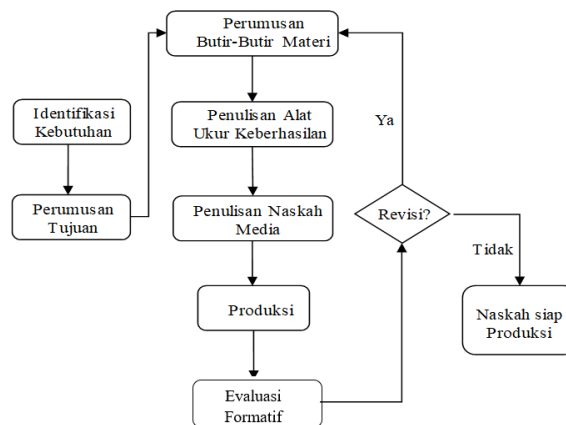 Identifikasi
Kebutuhan
Perumusan
Tujuan
Perumusan
Butir-Butir Materi
Penulisan Alat
Ukur Keberhasilan
Penulisan Naskah
Media
Produksi
Evaluasi
Formatif
Revisi?
Ya
Tidak
Naskah siap
Produksi